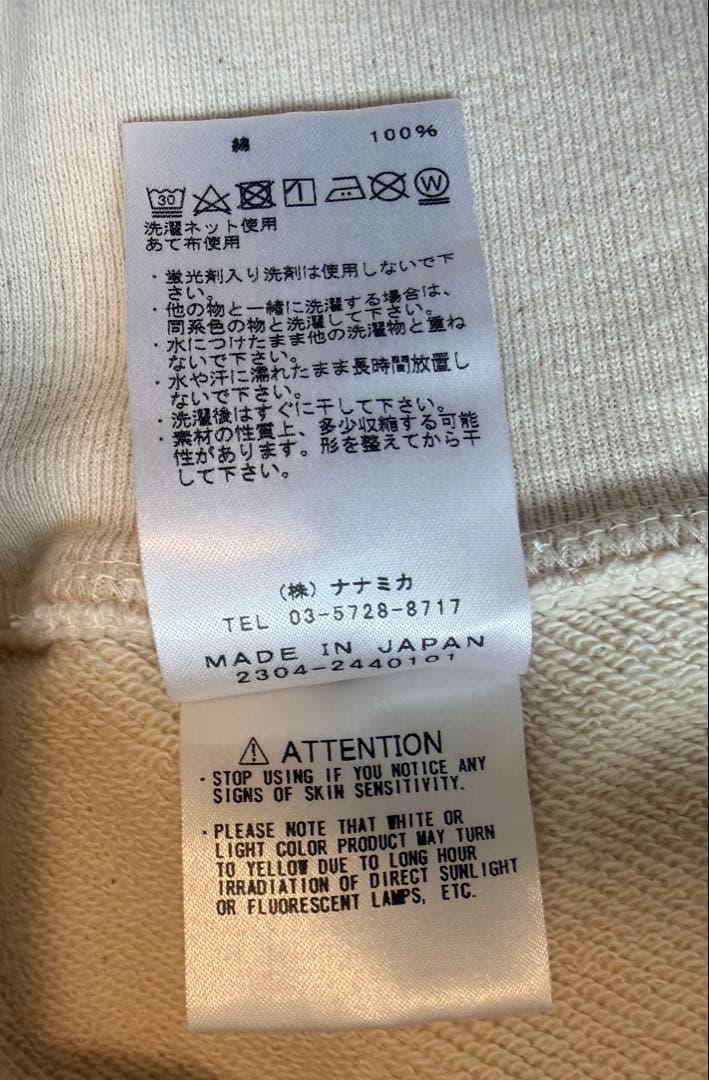 綿 100%
30 W
洗濯ネット使用
あて布使用
・蛍光剤入り洗剤は使用しないで下
さい。
・他の物と一緒に洗濯する場合は、
同系色の物と洗濯して下さい。
・水につけたまま他の洗濯物と重ね
ないで下さい。
・水や汗に濡れたまま長時間放置し
ないで下さい。
・洗濯後はすぐに干して下さい。
・素材の性質上、多少収縮する可能
性があります。形を整えてから干
して下さい。
(株) ナナミカ
TEL 03-5728-8717
MADE IN JAPAN
2304-2440101
⚠ ATTENTION
・STOP USING IF YOU NOTICE ANY
SIGNS OF SKIN SENSITIVITY.
・PLEASE NOTE THAT WHITE OR
LIGHT COLOR PRODUCT MAY TURN
TO YELLOW DUE TO LONG HOUR
IRRADIATION OF DIRECT SUNLIGHT
OR FLUORESCENT LAMPS, ETC.